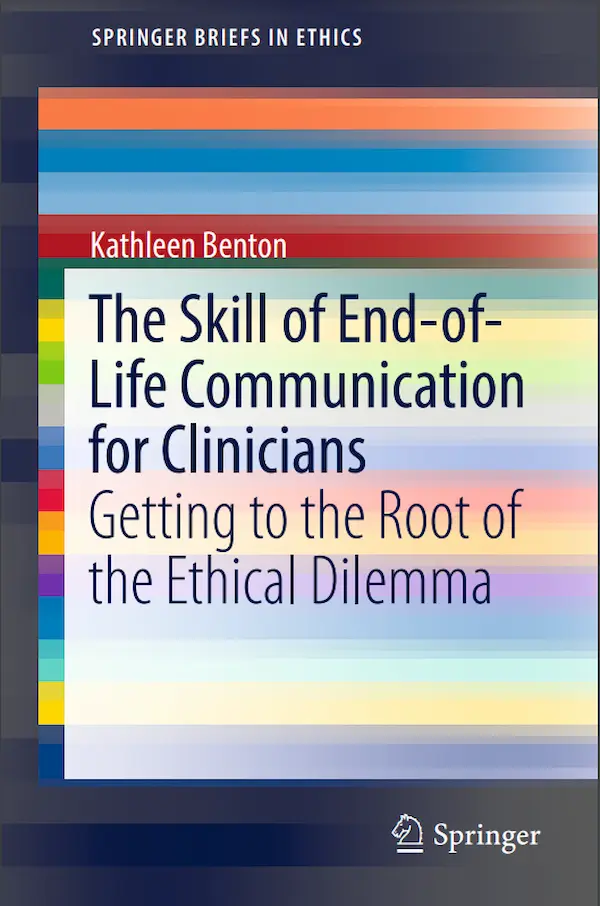 SPRINGER BRIEFS IN ETHICS
Kathleen Benton
The Skill of End-of-
Life Communication
for Clinicians
Getting to the Root of
the Ethical Dilemma
Springer